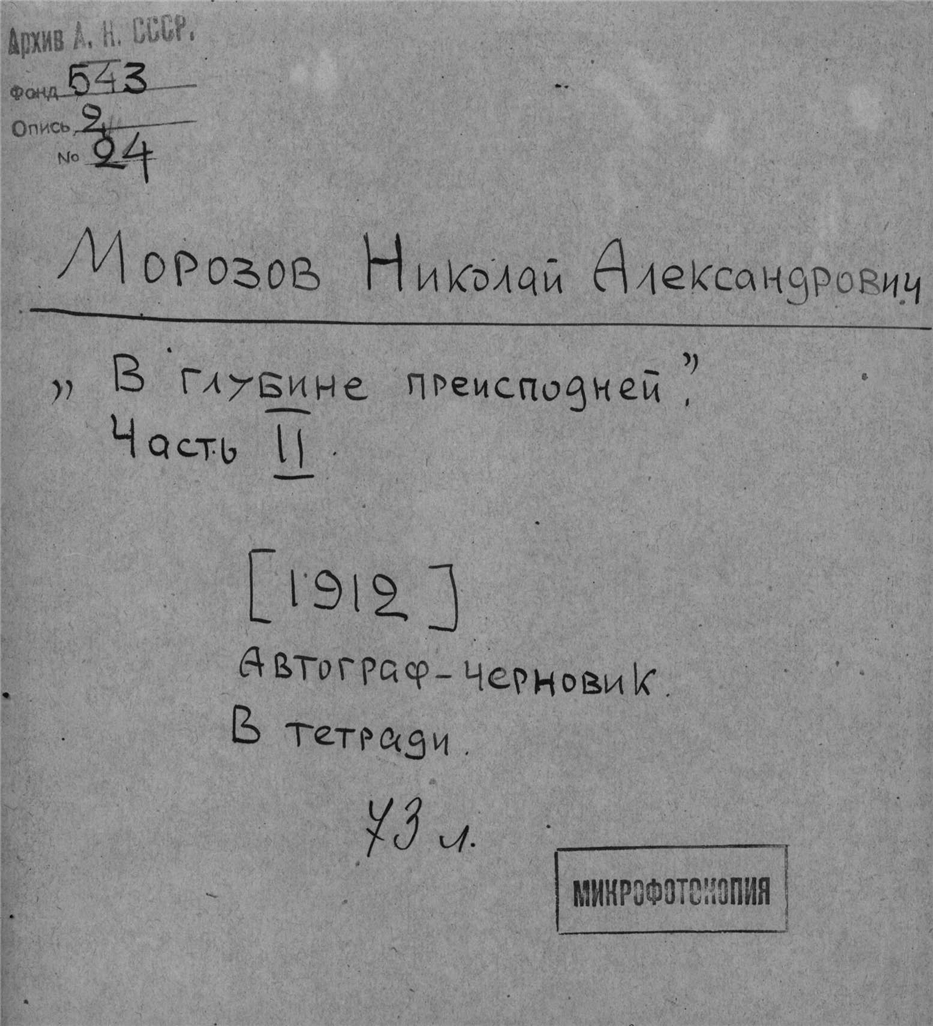 Архив А. Н. СССР.
Фонд 543
Опись 2
No 24
Морозов Николай Александрович
„В глубине преисподней”.
Часть II.
[1912]
Автограф-черновик.
В тетради.
73 л.
МИКРОФОТОКОПИЯ